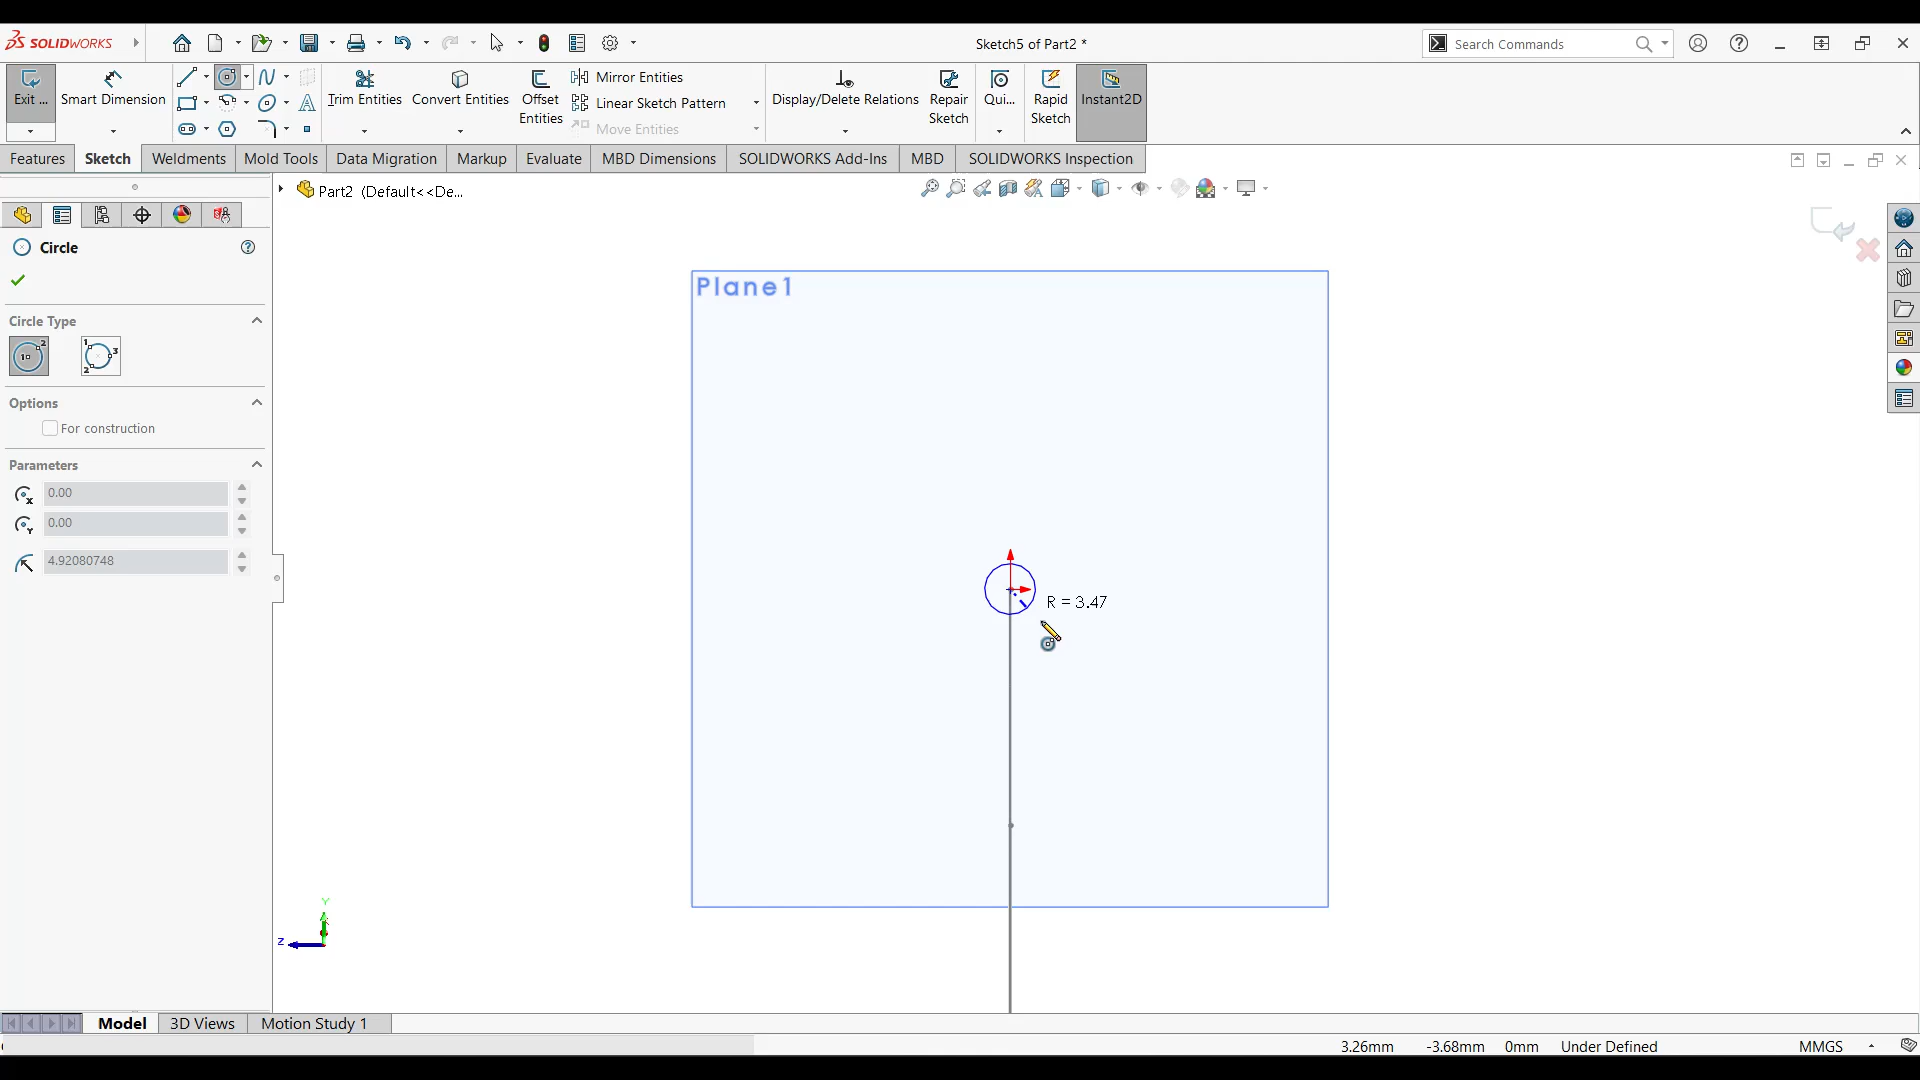 SOLIDWORKS
Sketch5 of Part2 *
Search Commands
Exit ...
Smart Dimension
Trim Entities
Convert Entities
Offset
Entities
Mirror Entities
Linear Sketch Pattern
Move Entities
Display/Delete Relations
Repair
Sketch
Qui...
Rapid
Sketch
Instant2D
Features
Sketch
Weldments
Mold Tools
Data Migration
Markup
Evaluate
MBD Dimensions
SOLIDWORKS Add-Ins
MBD
SOLIDWORKS Inspection
Part2 (Default<<De...
Circle
Circle Type
Options
For construction
Parameters
0.00
0.00
4.92080748
Plane1
R = 3.47
Y
Z
Model
3D Views
Motion Study 1
3.26mm
-3.68mm
0mm
Under Defined
MMGS